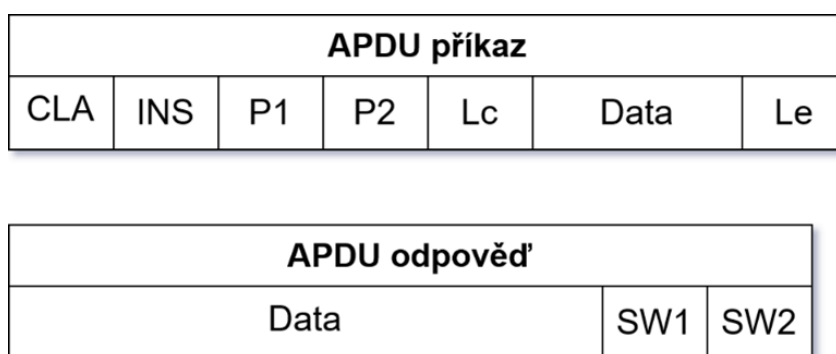 APDU příkaz
CLA INS P1 P2 Lc Data Le
APDU odpověď
Data SW1 SW2